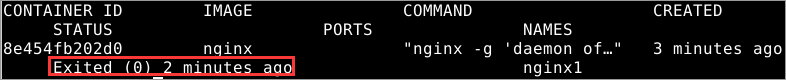 CONTAINER ID        IMAGE               COMMAND                  CREATED
STATUS                     PORTS               NAMES
8e454fb202d0        nginx               "nginx -g 'daemon of…"   3 minutes ago
Exited (0) 2 minutes ago                       nginx1